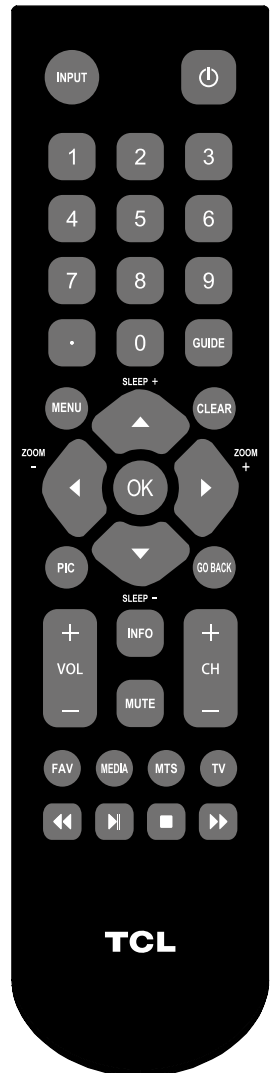 INPUT
1 2 3
4 5 6
7 8 9
· 0 GUIDE
SLEEP +
MENU CLEAR
ZOOM - ZOOM +
OK
PIC GO BACK
SLEEP -
+ INFO +
VOL CH
- MUTE -
FAV MEDIA MTS TV
TCL